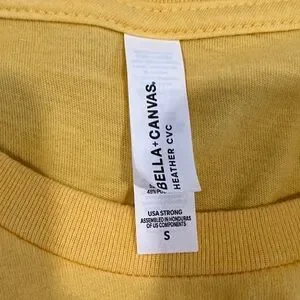 BELLA+CANVAS.
HEATHER CVC
USA STRONG
ASSEMBLED IN HONDURAS
OF US COMPONENTS
S